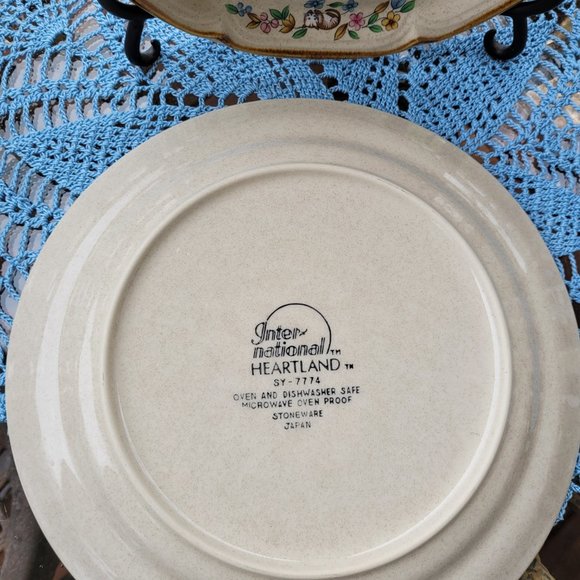 Inter-
national™
HEARTLAND™
SY-7774
OVEN AND DISHWASHER SAFE
MICROWAVE OVEN PROOF
STONEWARE
JAPAN